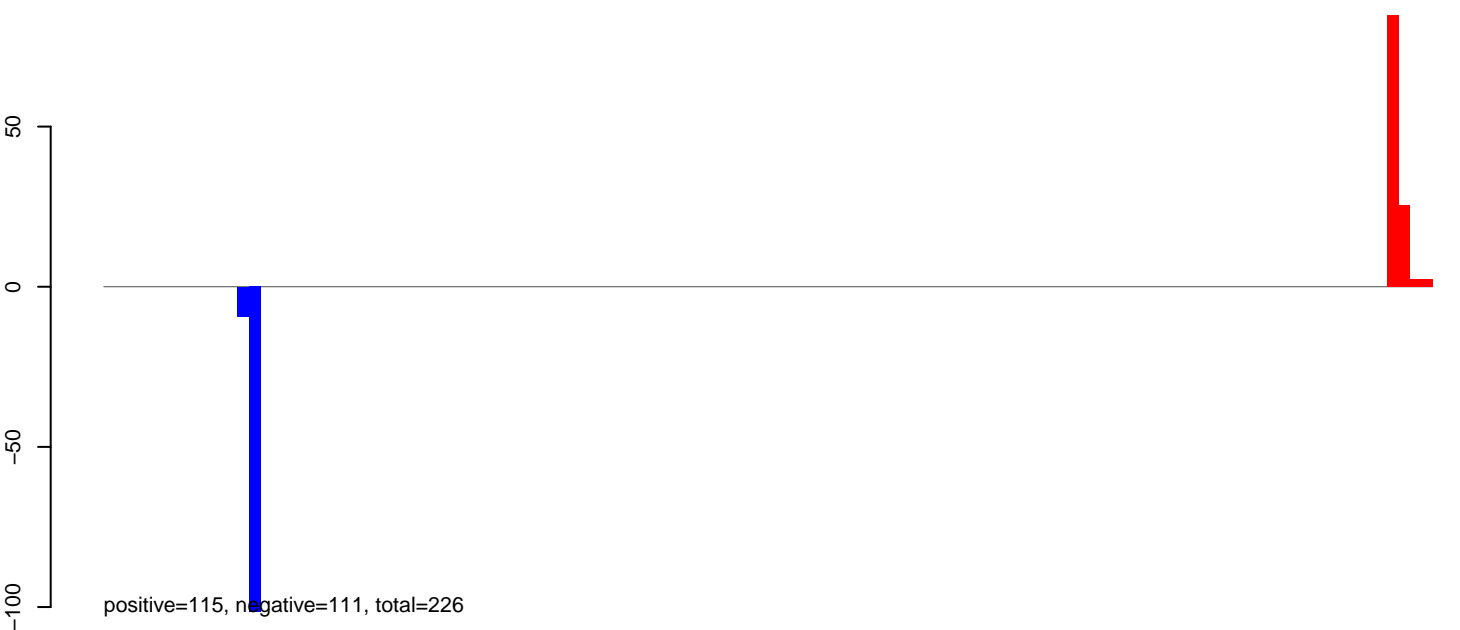 50
0
−50
−100
positive=115, negative=111, total=226